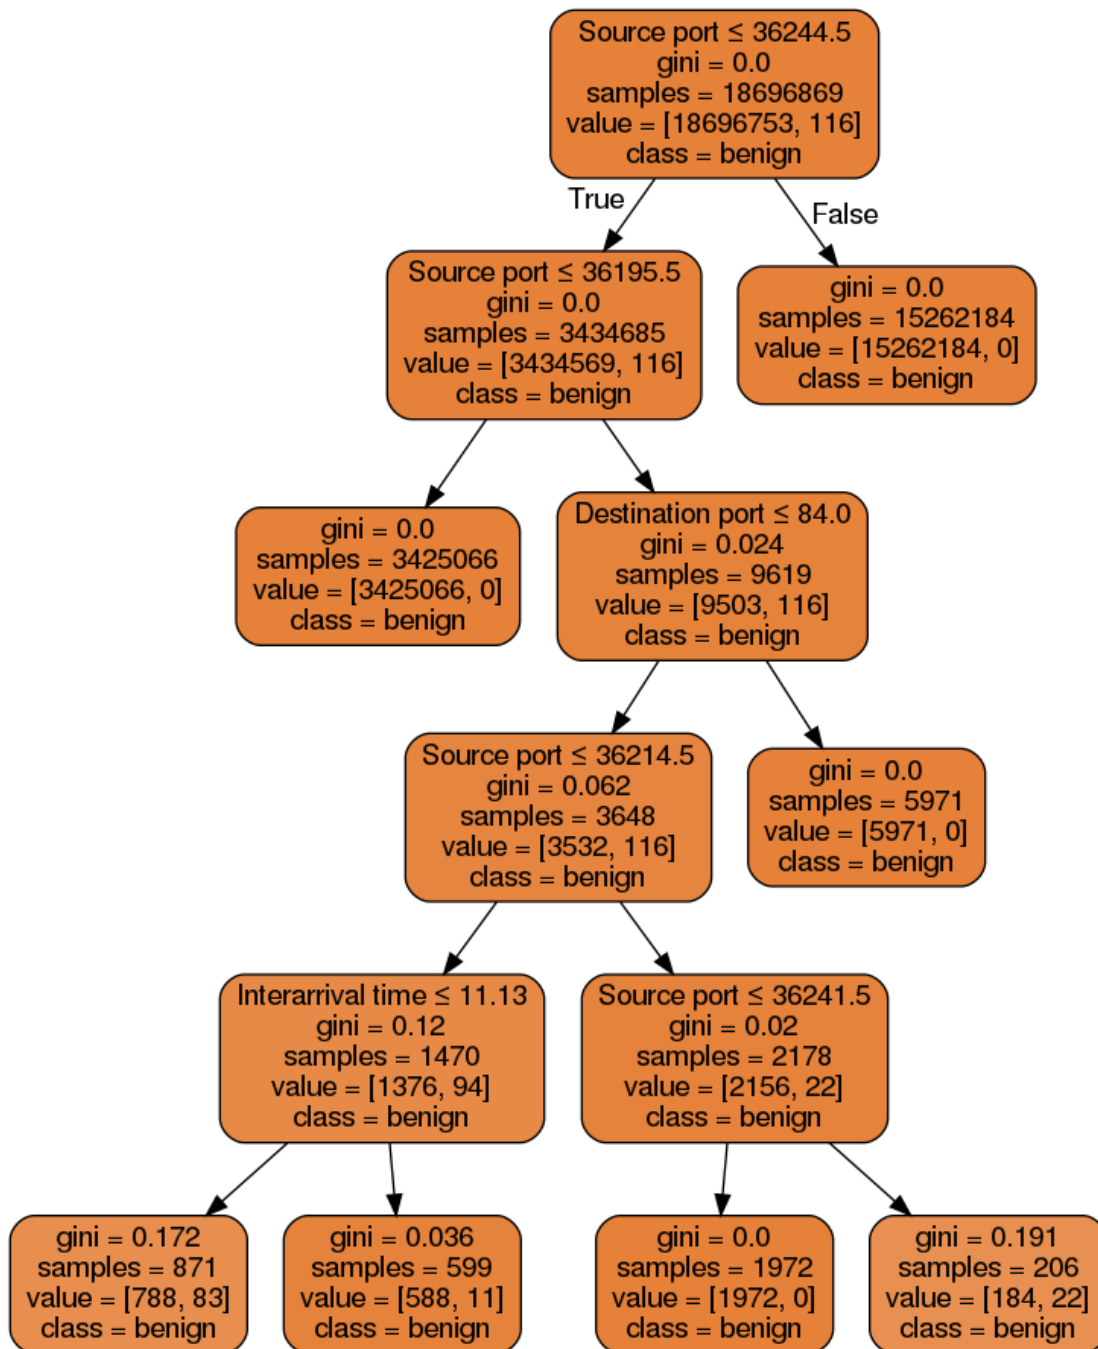 Source port ≤ 36244.5
gini = 0.0
samples = 18696869
value = [18696753, 116]
class = benign
True
False
Source port ≤ 36195.5
gini = 0.0
samples = 3434685
value = [3434569, 116]
class = benign
gini = 0.0
samples = 15262184
value = [15262184, 0]
class = benign
gini = 0.0
samples = 3425066
value = [3425066, 0]
class = benign
Destination port ≤ 84.0
gini = 0.024
samples = 9619
value = [9503, 116]
class = benign
Source port ≤ 36214.5
gini = 0.062
samples = 3648
value = [3532, 116]
class = benign
gini = 0.0
samples = 5971
value = [5971, 0]
class = benign
Interarrival time ≤ 11.13
gini = 0.12
samples = 1470
value = [1376, 94]
class = benign
Source port ≤ 36241.5
gini = 0.02
samples = 2178
value = [2156, 22]
class = benign
gini = 0.172
samples = 871
value = [788, 83]
class = benign
gini = 0.036
samples = 599
value = [588, 11]
class = benign
gini = 0.0
samples = 1972
value = [1972, 0]
class = benign
gini = 0.191
samples = 206
value = [184, 22]
class = benign